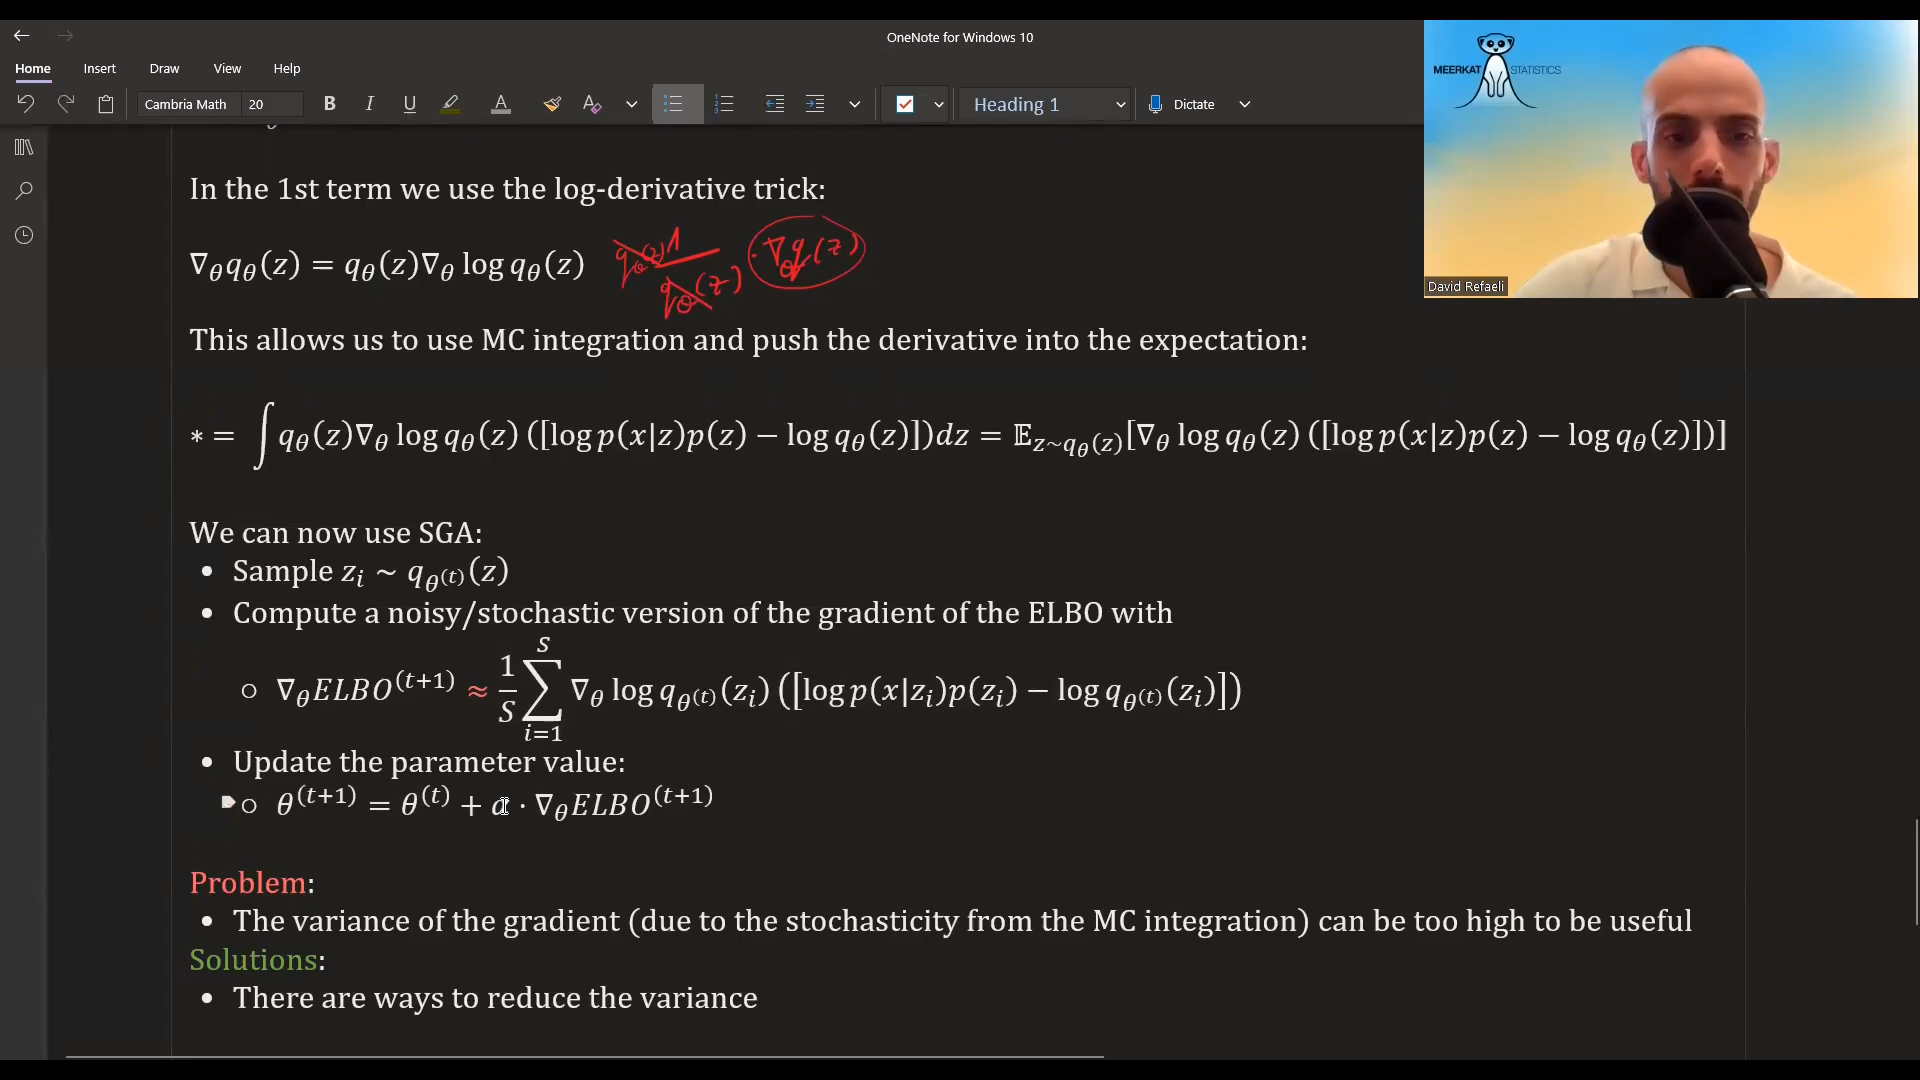 OneNote for Windows 10
Home Insert Draw View Help
Cambria Math 20 B I U A Heading 1 Dictate
MEERKAT STATISTICS
David Refaeli
In the 1st term we use the log-derivative trick:
∇θqθ(z) = qθ(z)∇θ log qθ(z) qθ(z) 1 / qθ(z) · ∇θq(z)
This allows us to use MC integration and push the derivative into the expectation:
∗ = ∫ qθ(z)∇θ log qθ(z) ([log p(x|z)p(z) − log qθ(z)])dz = 𝔼z~qθ(z)[∇θ log qθ(z) ([log p(x|z)p(z) − log qθ(z)])]
We can now use SGA:
• Sample zi ~ qθ(t)(z)
• Compute a noisy/stochastic version of the gradient of the ELBO with
○ ∇θELBO(t+1) ≈ 1/S ∑i=1S ∇θ log qθ(t)(zi) ([log p(x|zi)p(zi) − log qθ(t)(zi)])
• Update the parameter value:
○ θ(t+1) = θ(t) + α · ∇θELBO(t+1)
Problem:
• The variance of the gradient (due to the stochasticity from the MC integration) can be too high to be useful
Solutions:
• There are ways to reduce the variance